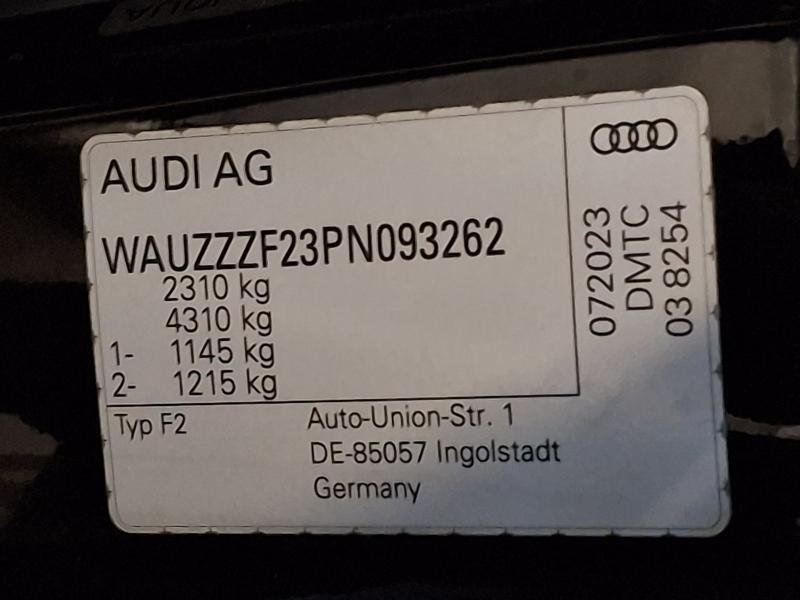 AUDI AG
WAUZZZF23PN093262
2310 kg
4310 kg
1- 1145 kg
2- 1215 kg
Typ F2
Auto-Union-Str. 1
DE-85057 Ingolstadt
Germany
072023
DMTC
03 8254